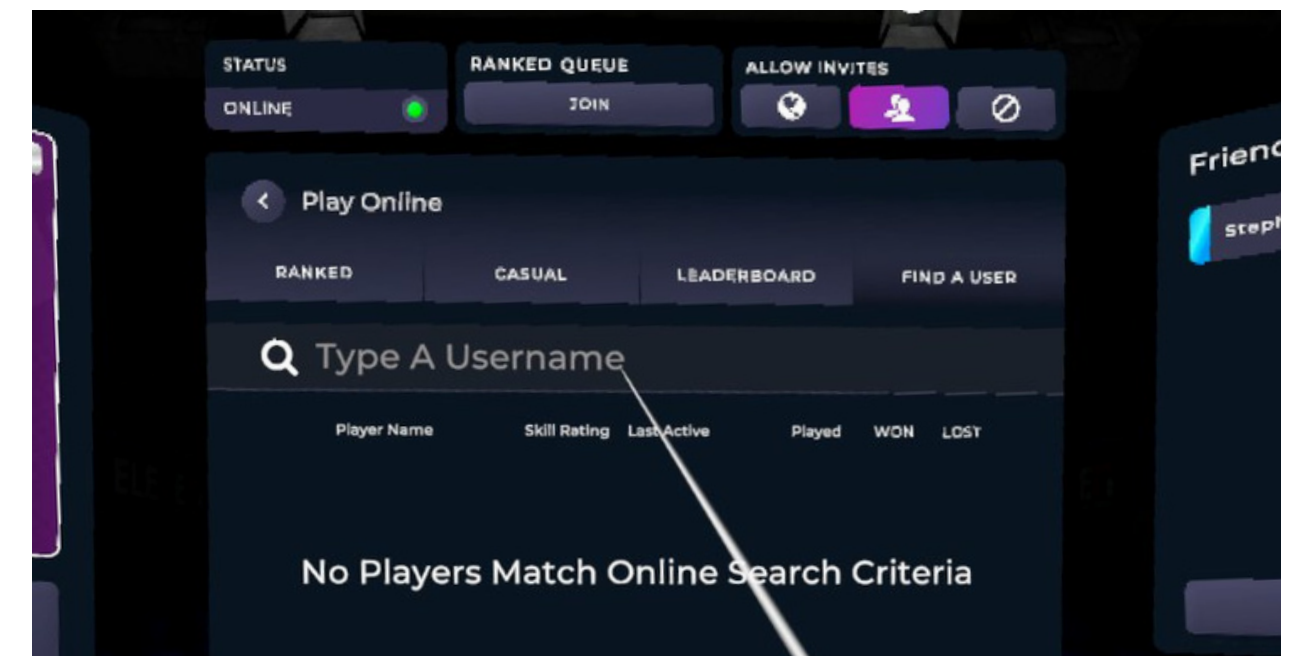 STATUS
ONLINE
RANKED QUEUE
JOIN
ALLOW INVITES
Play Online
RANKED
CASUAL
LEADERBOARD
FIND A USER
Type A Username
Player Name
Skill Rating
Last Active
Played
WON
LOST
No Players Match Online Search Criteria